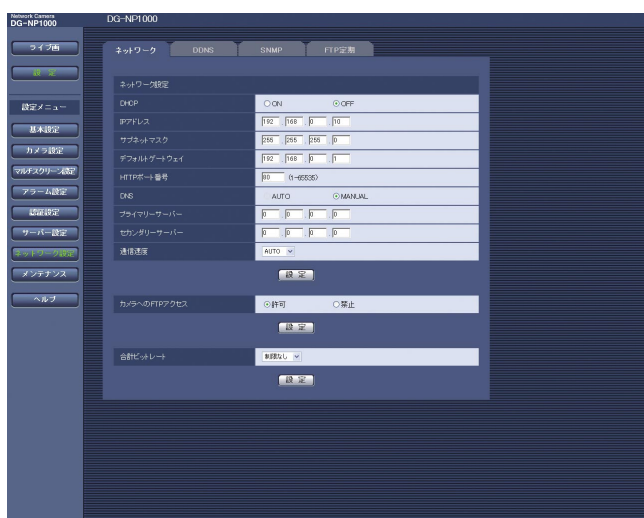 Network Camera
DG-NP1000
DG-NP1000
ライブ画
設 定
設定メニュー
基本設定
カメラ設定
マルチスクリーン設定
アラーム設定
認証設定
サーバー設定
ネットワーク設定
メンテナンス
ヘルプ
ネットワーク DDNS SNMP FTP定期
ネットワーク設定
DHCP ON OFF
IPアドレス 192 . 168 . 0 . 10
サブネットマスク 255 . 255 . 255 . 0
デフォルトゲートウェイ 192 . 168 . 0 . 1
HTTPポート番号 80 (1-65535)
DNS AUTO MANUAL
プライマリーサーバー 0 . 0 . 0 . 0
セカンダリーサーバー 0 . 0 . 0 . 0
通信速度 AUTO
設 定
カメラへのFTPアクセス 許可 禁止
設 定
合計ビットレート 制限なし
設 定